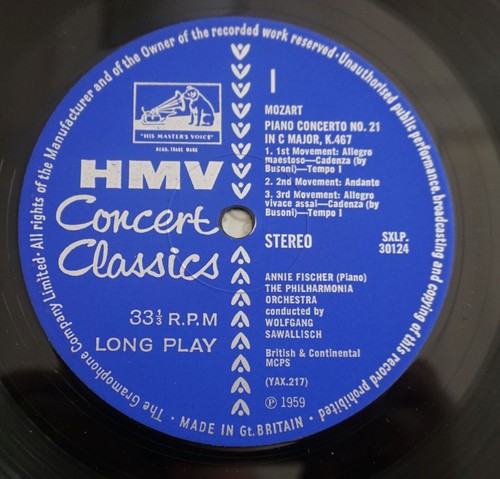 All rights of the Manufacturer and of the Owner of the recorded work reserved · Unauthorised public performance, broadcasting and copying of this record prohibited
"HIS MASTER'S VOICE"
REGD. TRADE MARK
HMV
Concert
Classics
33⅓ R.P.M
LONG PLAY
I
MOZART
PIANO CONCERTO NO. 21
IN C MAJOR, K.467
1. 1st Movement: Allegro
maestoso—Cadenza (by
Busoni)—Tempo I
2. 2nd Movement: Andante
3. 3rd Movement: Allegro
vivace assai—Cadenza (by
Busoni)—Tempo I
STEREO
SXLP.
30124
ANNIE FISCHER (Piano)
THE PHILHARMONIA
ORCHESTRA
conducted by
WOLFGANG
SAWALLISCH
British & Continental
MCPS
(YAX.217)
℗ 1959
The Gramophone Company Limited ·
· MADE IN Gt. BRITAIN ·